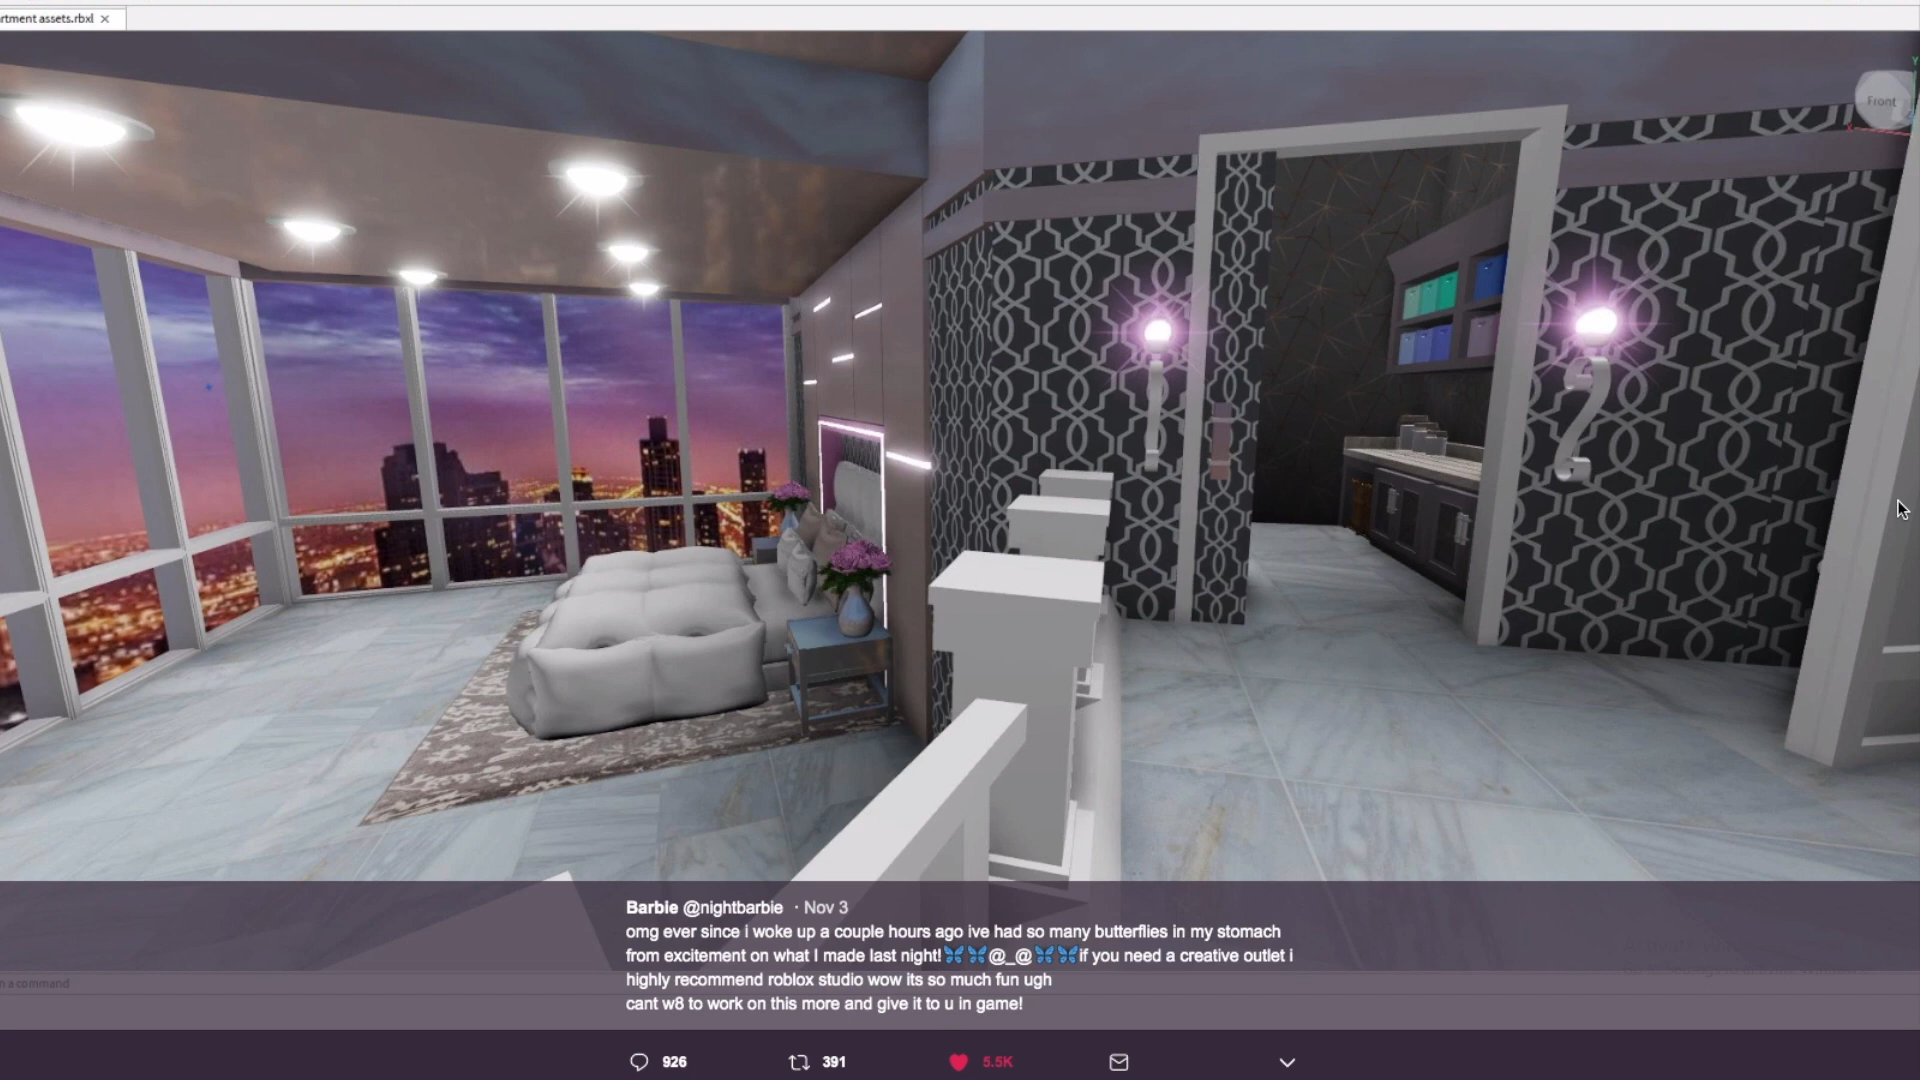 rtment assets.rbxl
Front
Barbie @nightbarbie · Nov 3
omg ever since i woke up a couple hours ago ive had so many butterflies in my stomach
from excitement on what I made last night!🦋🦋@_@🦋🦋if you need a creative outlet i
highly recommend roblox studio wow its so much fun ugh
cant w8 to work on this more and give it to u in game!
n a command
926 391 5.5K